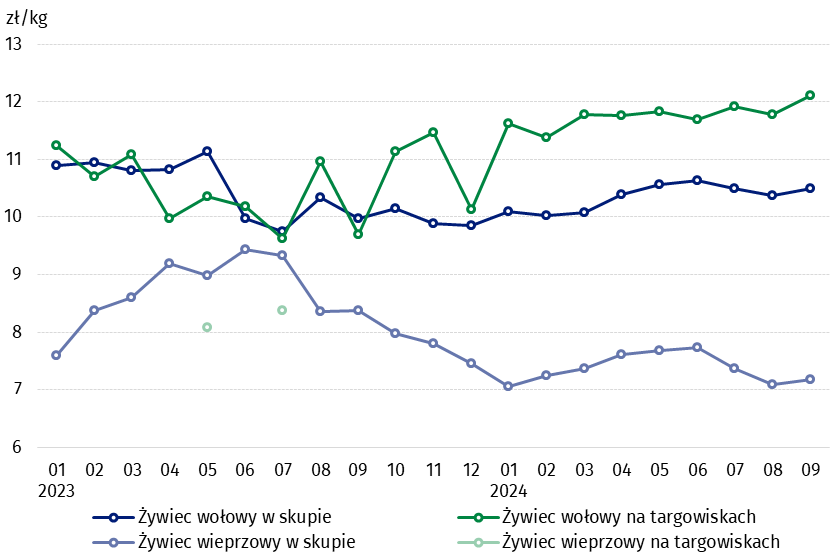 zł/kg
13
12
11
10
9
8
7
6
01 02 03 04 05 06 07 08 09 10 11 12 01 02 03 04 05 06 07 08 09
2023 2024
Żywiec wołowy w skupie Żywiec wołowy na targowiskach
Żywiec wieprzowy w skupie Żywiec wieprzowy na targowiskach